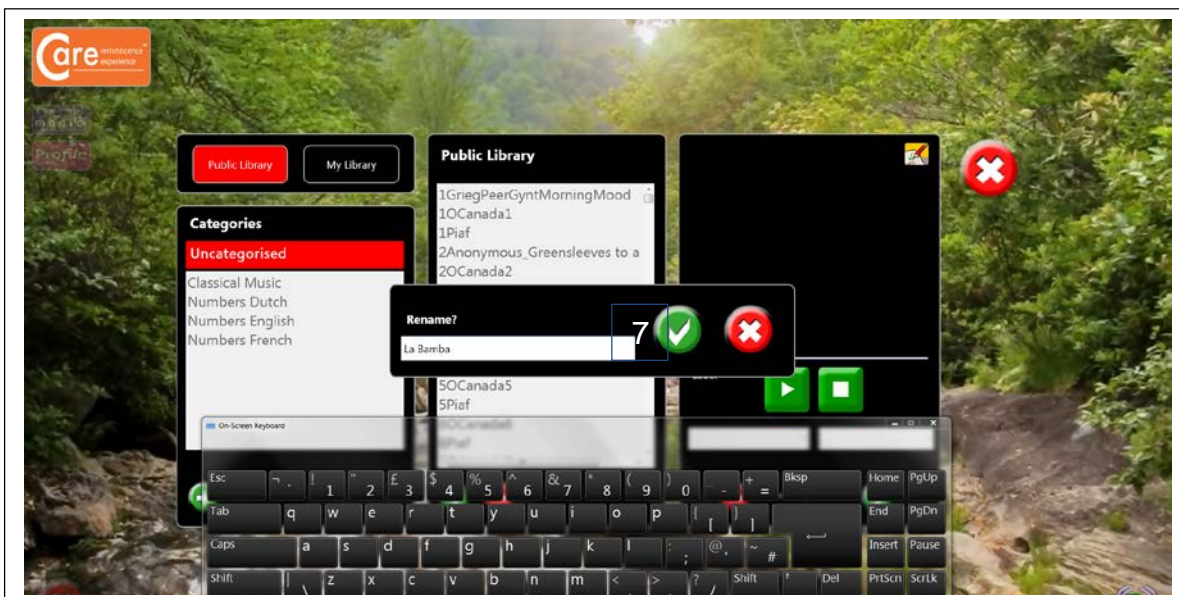 Care reminiscence experience
Profile
Public Library
My Library
Public Library
1GriegPeerGyntMorningMood
1OCanada1
1Piaf
2Anonymous_Greensleeves to a
2OCanada2
Categories
Uncategorised
Classical Music
Numbers Dutch
Numbers English
Numbers French
Rename?
La Bamba
7
5OCanada5
5Piaf
6OCanada6
6Piaf
On-Screen Keyboard
Esc ¬ . ! 1 " 2 £ 3 $ 4 % 5 ^ 6 & 7 * 8 ( 9 ) 0 _ - + = Bksp Home PgUp
Tab q w e r t y u i o p { [ } ] End PgDn
Caps a s d f g h j k l : ; @ ~ # Insert Pause
Shift | \ z x c v b n m < > ? / Shift ↑ Del PrtScn ScrLk